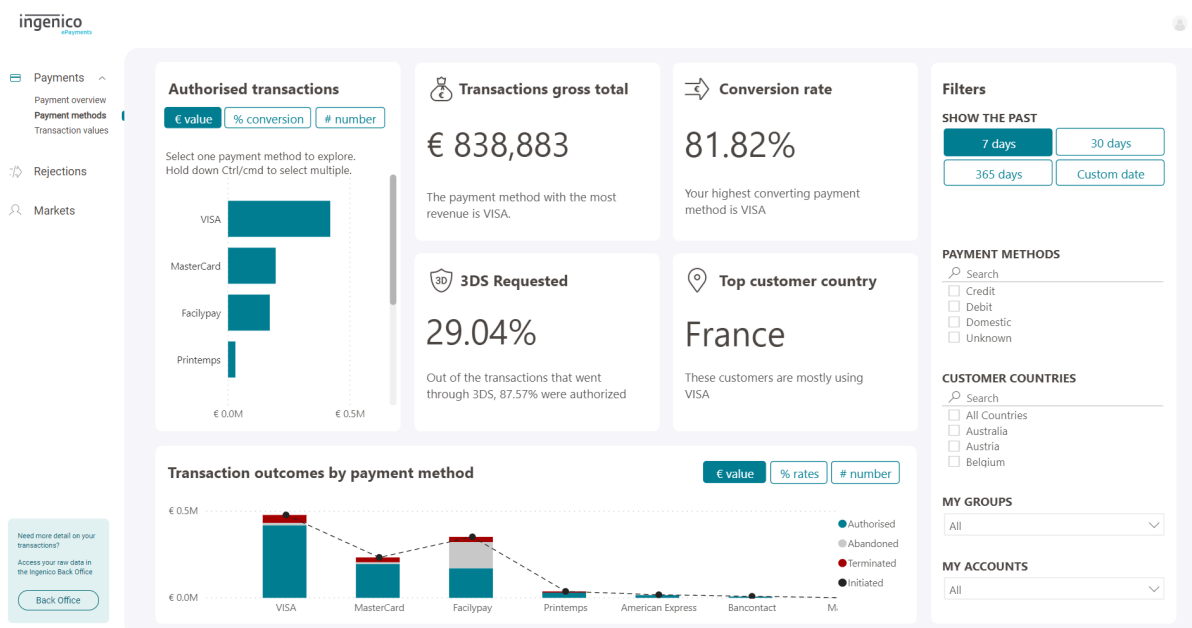 ingenico
ePayments
Payments
Payment overview
Payment methods
Transaction values
Rejections
Markets
Need more detail on your
transactions?
Access your raw data in
the Ingenico Back Office
Back Office
Authorised transactions
€ value
% conversion
# number
Select one payment method to explore.
Hold down Ctrl/cmd to select multiple.
VISA
MasterCard
Facilypay
Printemps
€ 0.0M
€ 0.5M
€
Transactions gross total
€ 838,883
The payment method with the most
revenue is VISA.
€
Conversion rate
81.82%
Your highest converting payment
method is VISA
3D
3DS Requested
29.04%
Out of the transactions that went
through 3DS, 87.57% were authorized
Top customer country
France
These customers are mostly using
VISA
Transaction outcomes by payment method
€ value
% rates
# number
€ 0.5M
€ 0.0M
VISA
MasterCard
Facilypay
Printemps
American Express
Bancontact
Authorised
Abandoned
Terminated
Initiated
Filters
SHOW THE PAST
7 days
30 days
365 days
Custom date
PAYMENT METHODS
Search
Credit
Debit
Domestic
Unknown
CUSTOMER COUNTRIES
Search
All Countries
Australia
Austria
Belgium
MY GROUPS
All
MY ACCOUNTS
All